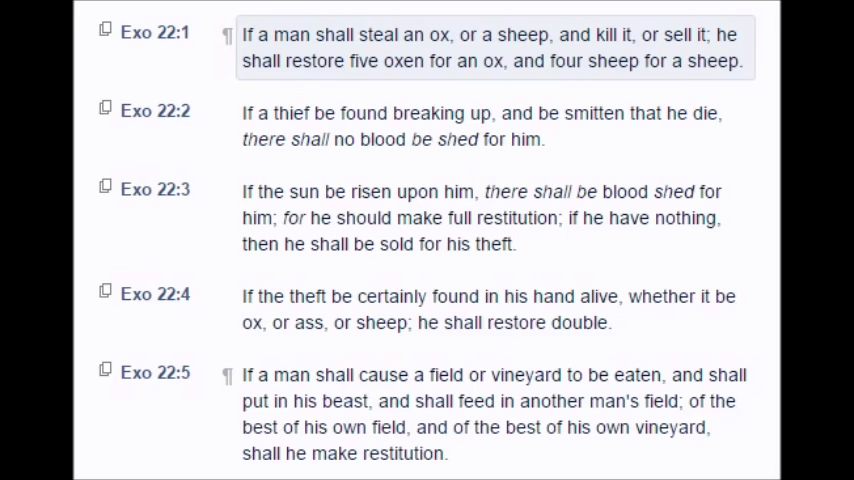 Exo 22:1 ¶ If a man shall steal an ox, or a sheep, and kill it, or sell it; he
shall restore five oxen for an ox, and four sheep for a sheep.
Exo 22:2 If a thief be found breaking up, and be smitten that he die,
there shall no blood be shed for him.
Exo 22:3 If the sun be risen upon him, there shall be blood shed for
him; for he should make full restitution; if he have nothing,
then he shall be sold for his theft.
Exo 22:4 If the theft be certainly found in his hand alive, whether it be
ox, or ass, or sheep; he shall restore double.
Exo 22:5 ¶ If a man shall cause a field or vineyard to be eaten, and shall
put in his beast, and shall feed in another man's field; of the
best of his own field, and of the best of his own vineyard,
shall he make restitution.